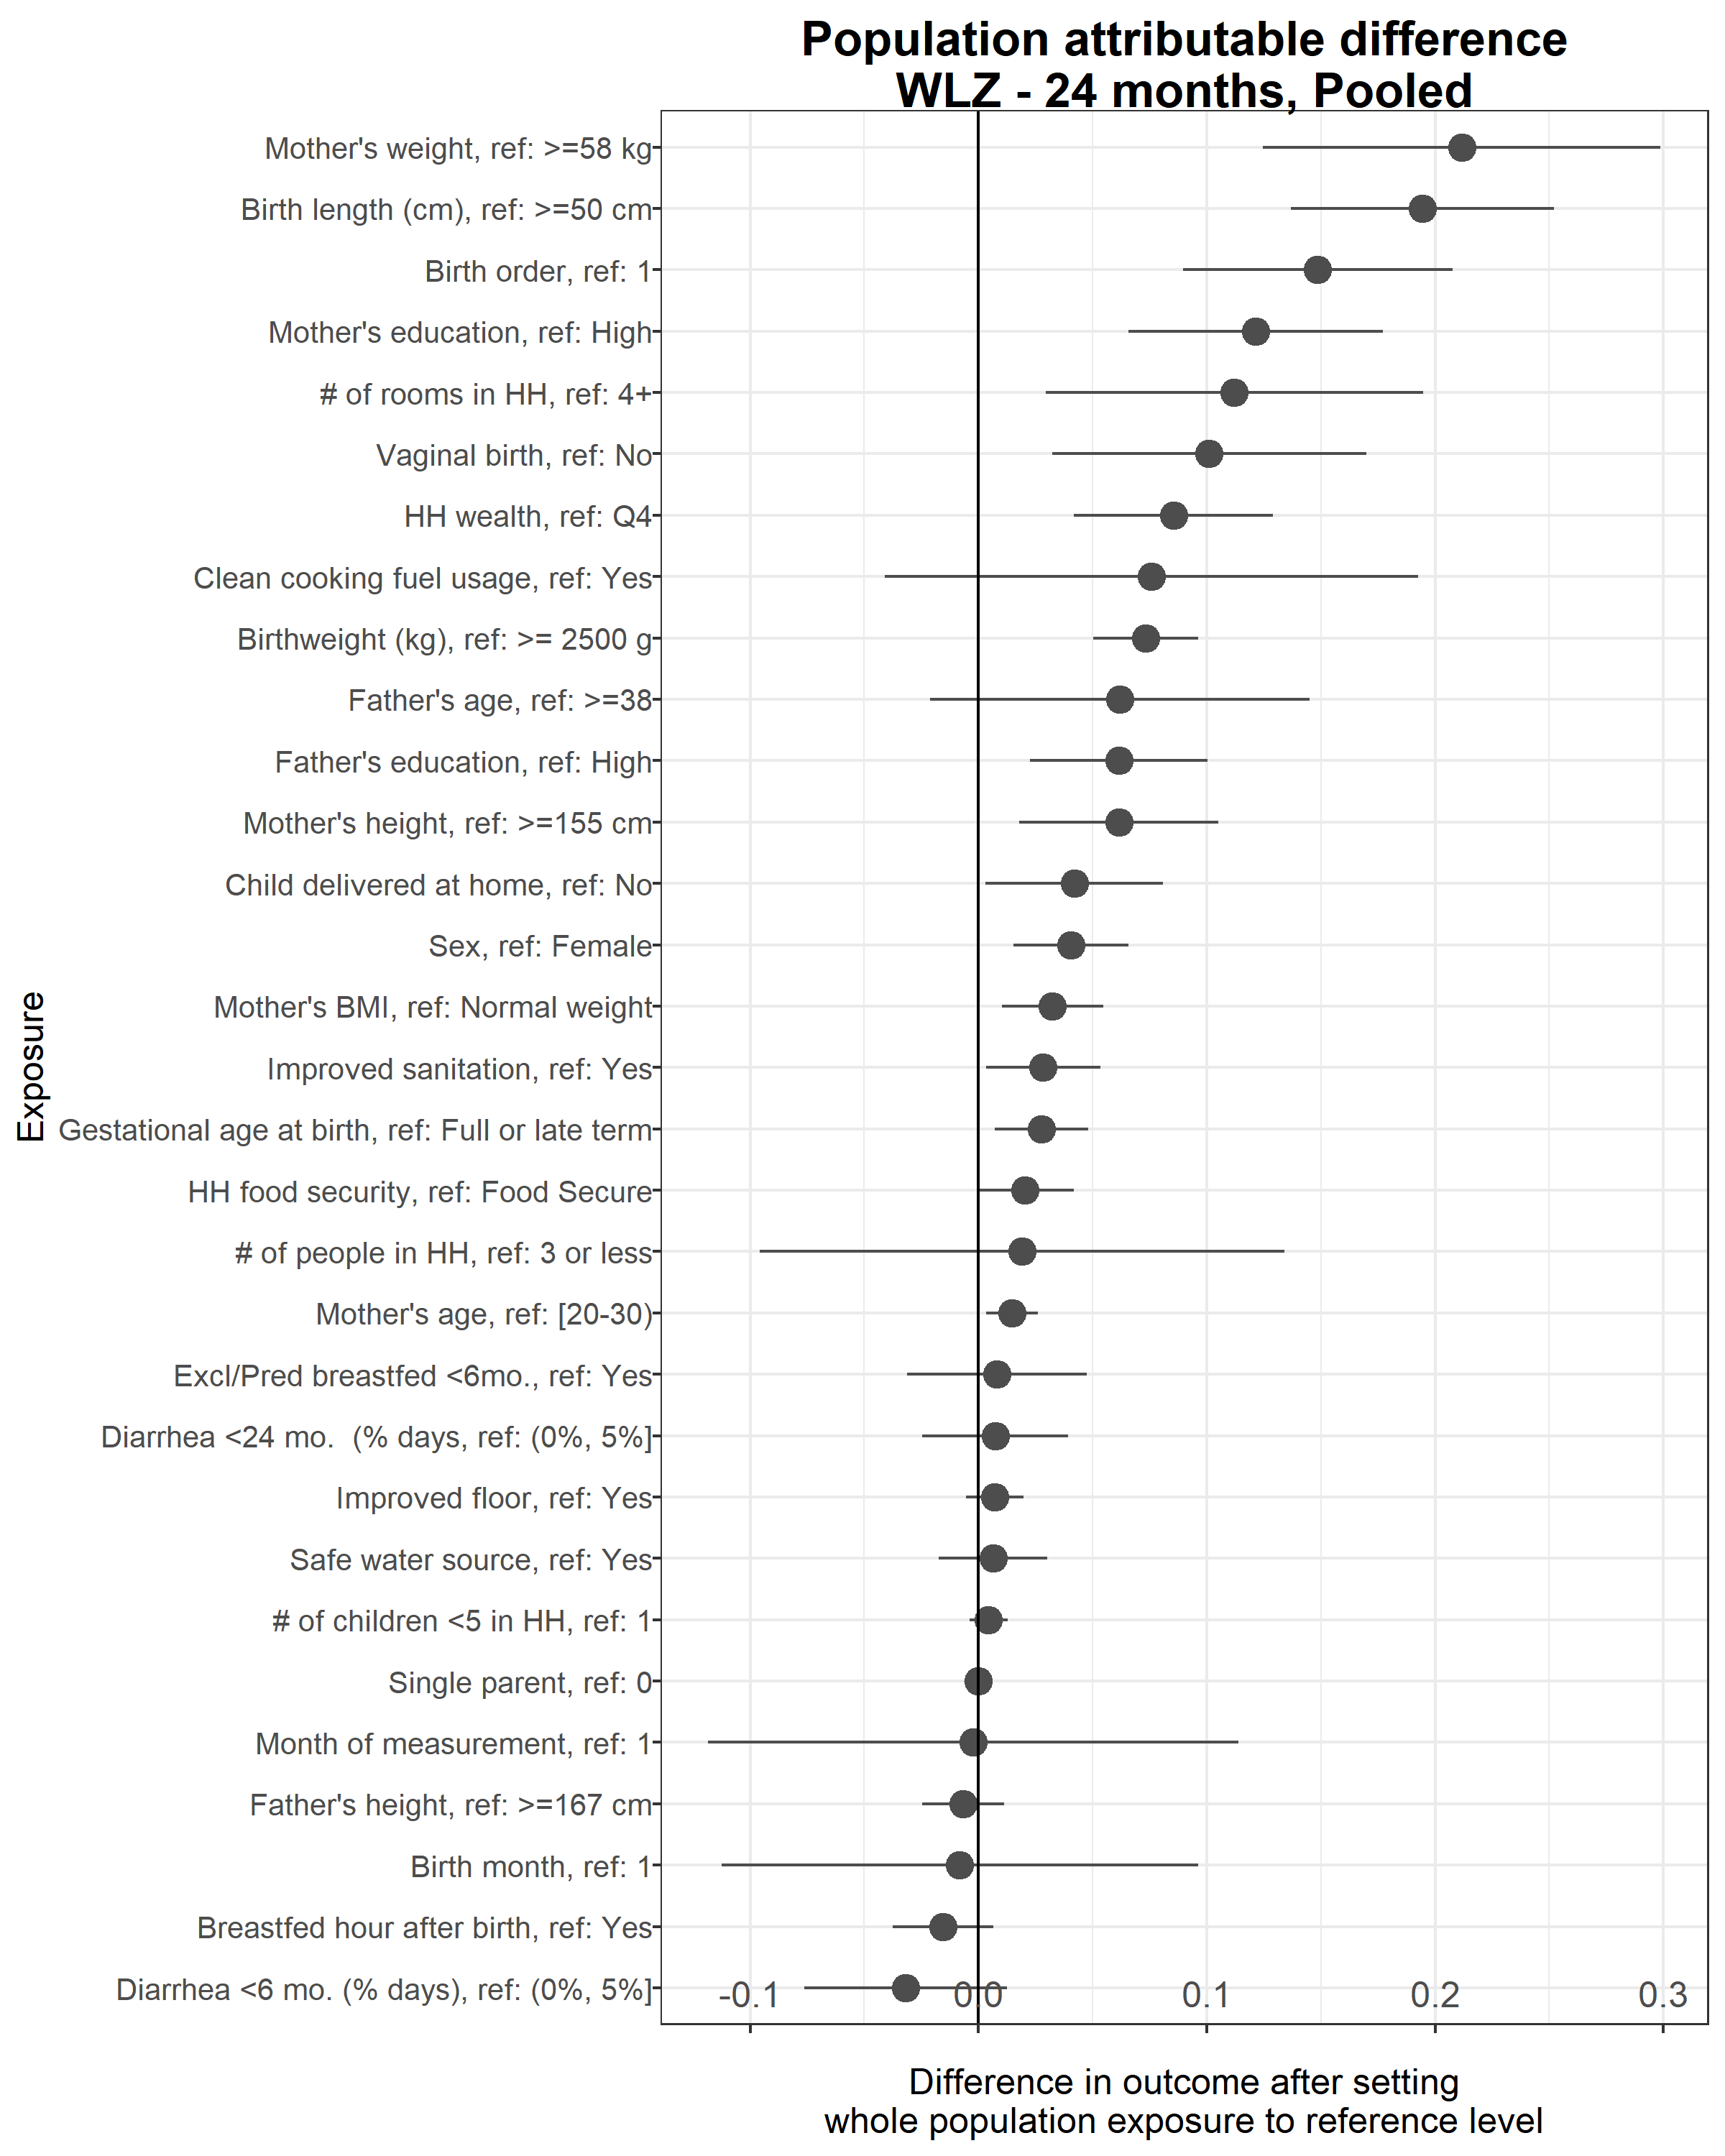 Population attributable difference
WLZ - 24 months, Pooled
Mother's weight, ref: >=58 kg
Birth length (cm), ref: >=50 cm
Birth order, ref: 1
Mother's education, ref: High
# of rooms in HH, ref: 4+
Vaginal birth, ref: No
HH wealth, ref: Q4
Clean cooking fuel usage, ref: Yes
Birthweight (kg), ref: >= 2500 g
Father's age, ref: >=38
Father's education, ref: High
Mother's height, ref: >=155 cm
Child delivered at home, ref: No
Sex, ref: Female
Mother's BMI, ref: Normal weight
Improved sanitation, ref: Yes
Exposure
Gestational age at birth, ref: Full or late term
HH food security, ref: Food Secure
# of people in HH, ref: 3 or less
Mother's age, ref: [20-30)
Excl/Pred breastfed <6mo., ref: Yes
Diarrhea <24 mo.  (% days, ref: (0%, 5%]
Improved floor, ref: Yes
Safe water source, ref: Yes
# of children <5 in HH, ref: 1
Single parent, ref: 0
Month of measurement, ref: 1
Father's height, ref: >=167 cm
Birth month, ref: 1
Breastfed hour after birth, ref: Yes
Diarrhea <6 mo. (% days), ref: (0%, 5%]
-0.1 0.0 0.1 0.2 0.3
Difference in outcome after setting
whole population exposure to reference level